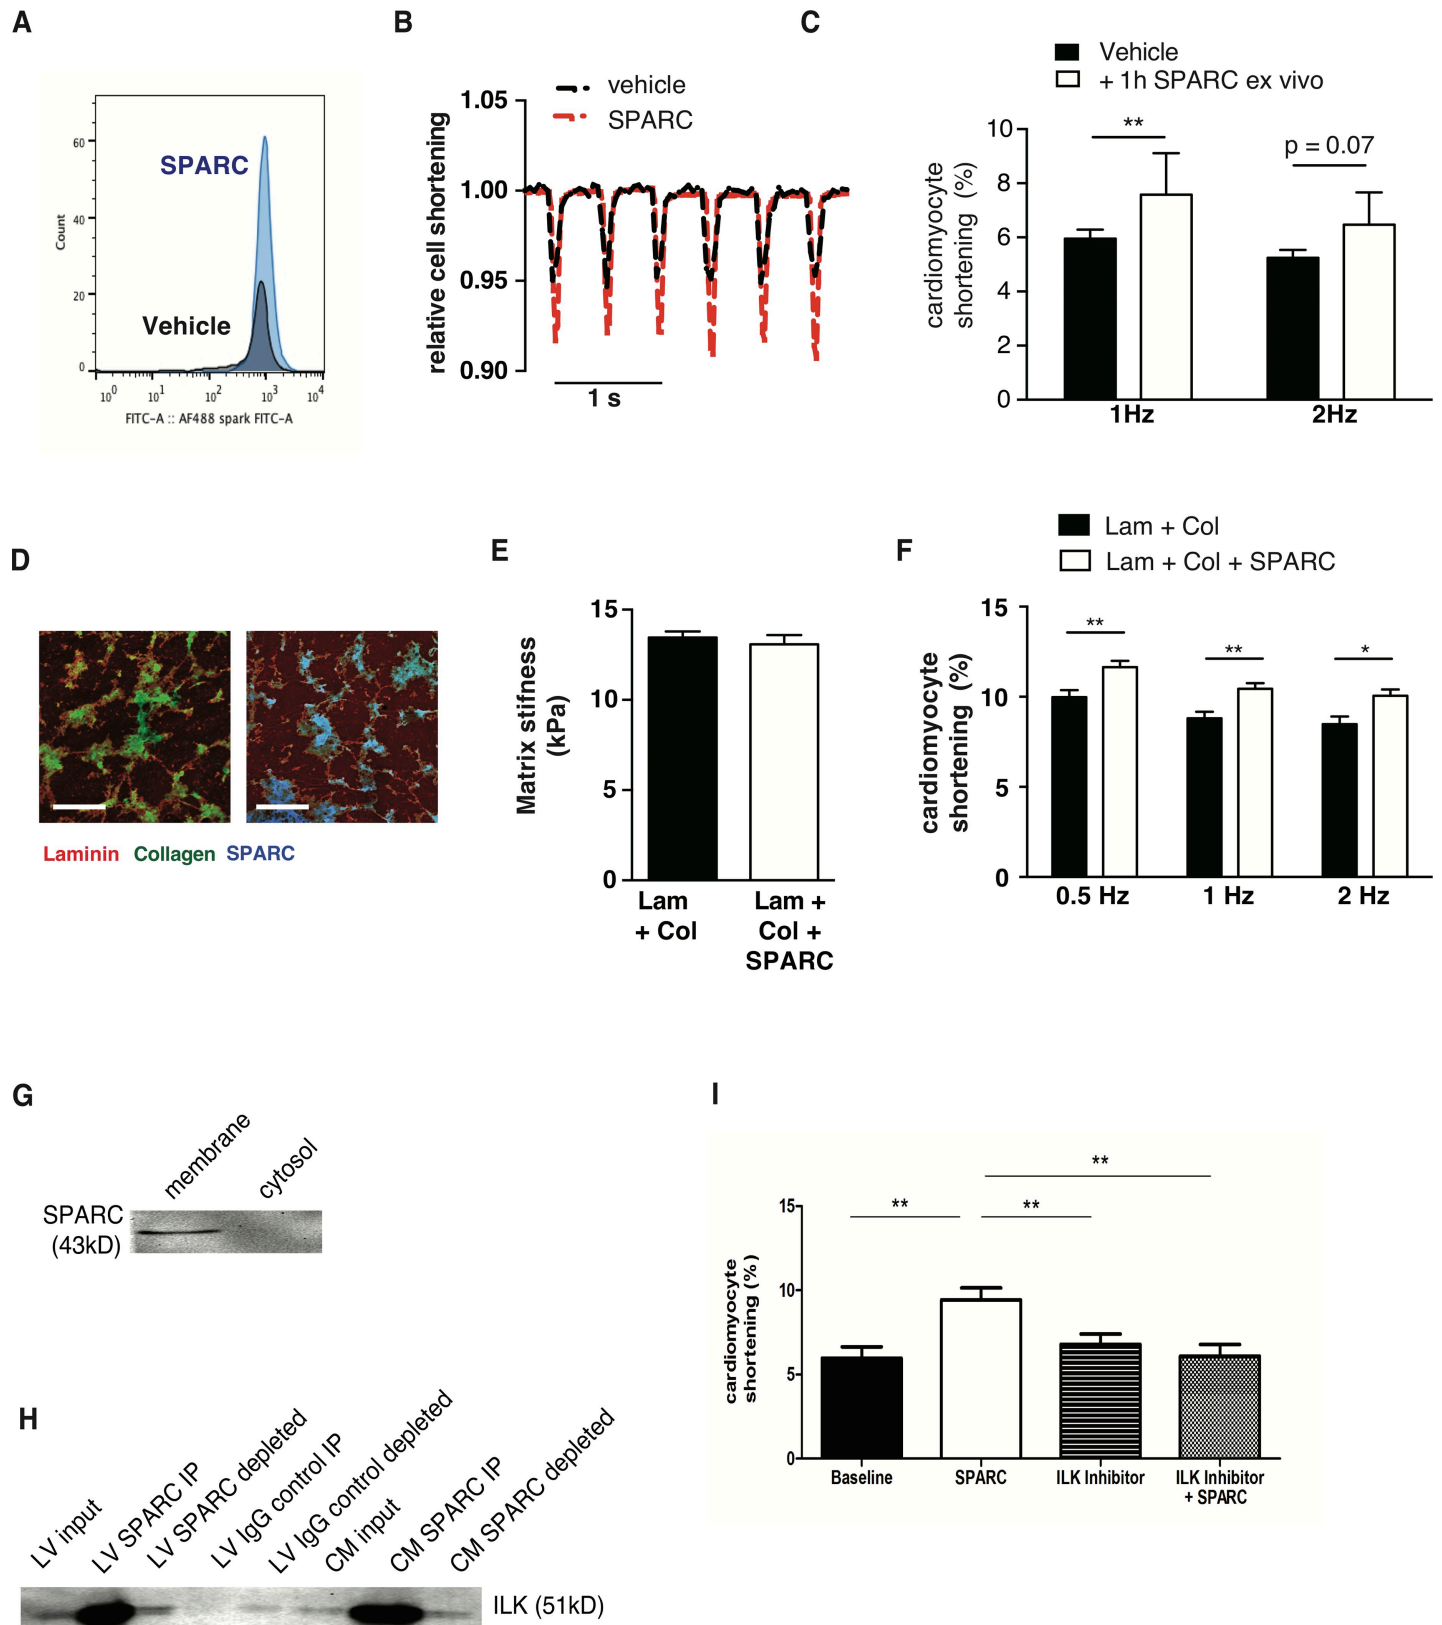 A
SPARC
Vehicle
Count
60
40
20
0
10^0 10^1 10^2 10^3 10^4
FITC-A :: AF488 spark FITC-A
B
vehicle
SPARC
relative cell shortening
1.05
1.00
0.95
0.90
1 s
C
Vehicle
+ 1h SPARC ex vivo
cardiomyocyte
shortening (%)
10
8
6
4
2
0
**
p = 0.07
1Hz 2Hz
D
Laminin Collagen SPARC
E
Matrix stifness
(kPa)
15
10
5
0
Lam
+ Col
Lam +
Col +
SPARC
F
Lam + Col
Lam + Col + SPARC
cardiomyocyte
shortening (%)
15
10
5
0
** ** *
0.5 Hz 1 Hz 2 Hz
G
membrane
cytosol
SPARC
(43kD)
H
LV input
LV SPARC IP
LV SPARC depleted
LV IgG control IP
LV IgG control depleted
CM input
CM SPARC IP
CM SPARC depleted
ILK (51kD)
I
cardiomyocyte
shortening (%)
15
10
5
0
**
** **
Baseline
SPARC
ILK Inhibitor
ILK Inhibitor
+ SPARC